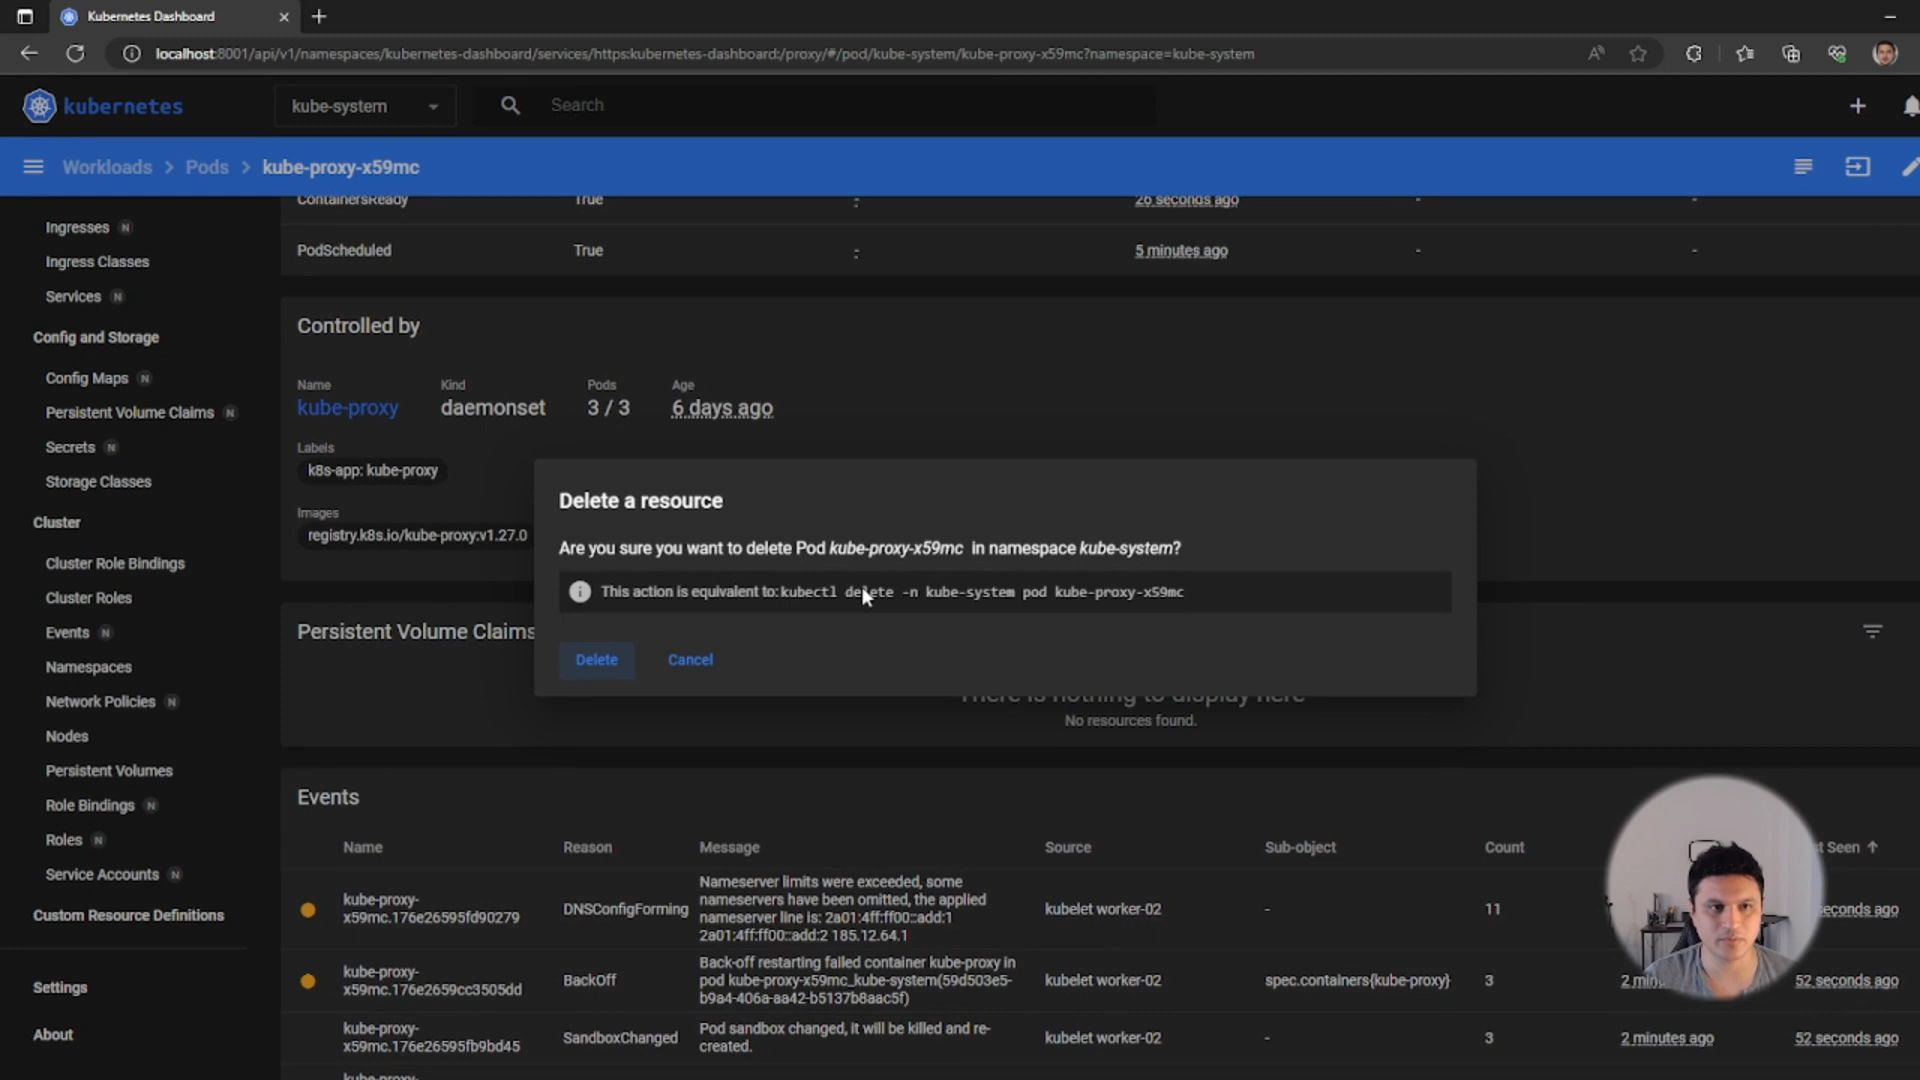 Kubernetes Dashboard
localhost:8001/api/v1/namespaces/kubernetes-dashboard/services/https:kubernetes-dashboard:/proxy/#/pod/kube-system/kube-proxy-x59mc?namespace=kube-system
kubernetes
kube-system
Search
Workloads > Pods > kube-proxy-x59mc
Ingresses N
Ingress Classes
Services N
Config and Storage
Config Maps N
Persistent Volume Claims N
Secrets N
Storage Classes
Cluster
Cluster Role Bindings
Cluster Roles
Events N
Namespaces
Network Policies N
Nodes
Persistent Volumes
Role Bindings N
Roles N
Service Accounts N
Custom Resource Definitions
Settings
About
ContainersReady True - 26 seconds ago - -
PodScheduled True - 5 minutes ago - -
Controlled by
Name Kind Pods Age
kube-proxy daemonset 3 / 3 6 days ago
Labels
k8s-app: kube-proxy
Images
registry.k8s.io/kube-proxy:v1.27.0
Delete a resource
Are you sure you want to delete Pod kube-proxy-x59mc in namespace kube-system?
This action is equivalent to:kubectl delete -n kube-system pod kube-proxy-x59mc
Delete Cancel
Persistent Volume Claims
There is nothing to display here
No resources found.
Events
Name Reason Message Source Sub-object Count Seen
kube-proxy-
x59mc.176e26595fd90279
DNSConfigForming
Nameserver limits were exceeded, some
nameservers have been omitted, the applied
nameserver line is: 2a01:4ff:ff00::add:1
2a01:4ff:ff00::add:2 185.12.64.1
kubelet worker-02
-
11
seconds ago
kube-proxy-
x59mc.176e2659cc3505dd
BackOff
Back-off restarting failed container kube-proxy in
pod kube-proxy-x59mc_kube-system(59d503e5-
b9a4-406a-aa42-b5137b8aac5f)
kubelet worker-02
spec.containers{kube-proxy}
3
2
52 seconds ago
kube-proxy-
x59mc.176e26595fb9bd45
SandboxChanged
Pod sandbox changed, it will be killed and re-
created.
kubelet worker-02
-
3
2 minutes ago
52 seconds ago